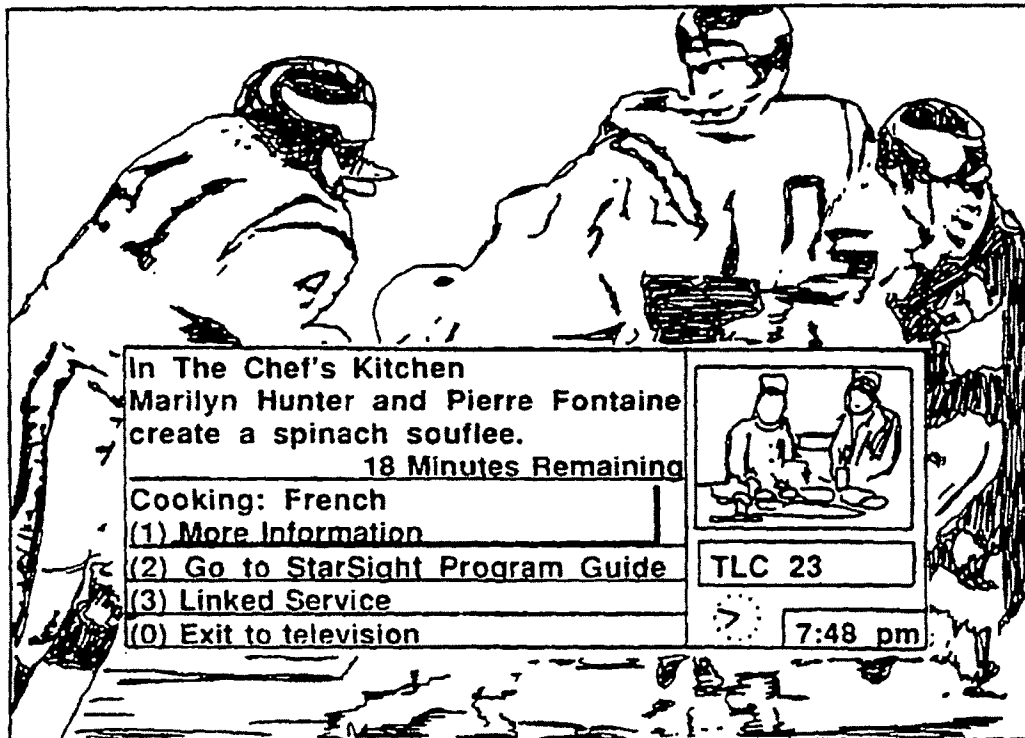 In The Chef's Kitchen
Marilyn Hunter and Pierre Fontaine
create a spinach souflee.
18 Minutes Remaining
Cooking: French
(1) More Information
(2) Go to StarSight Program Guide
(3) Linked Service
(0) Exit to television
TLC 23
7:48 pm